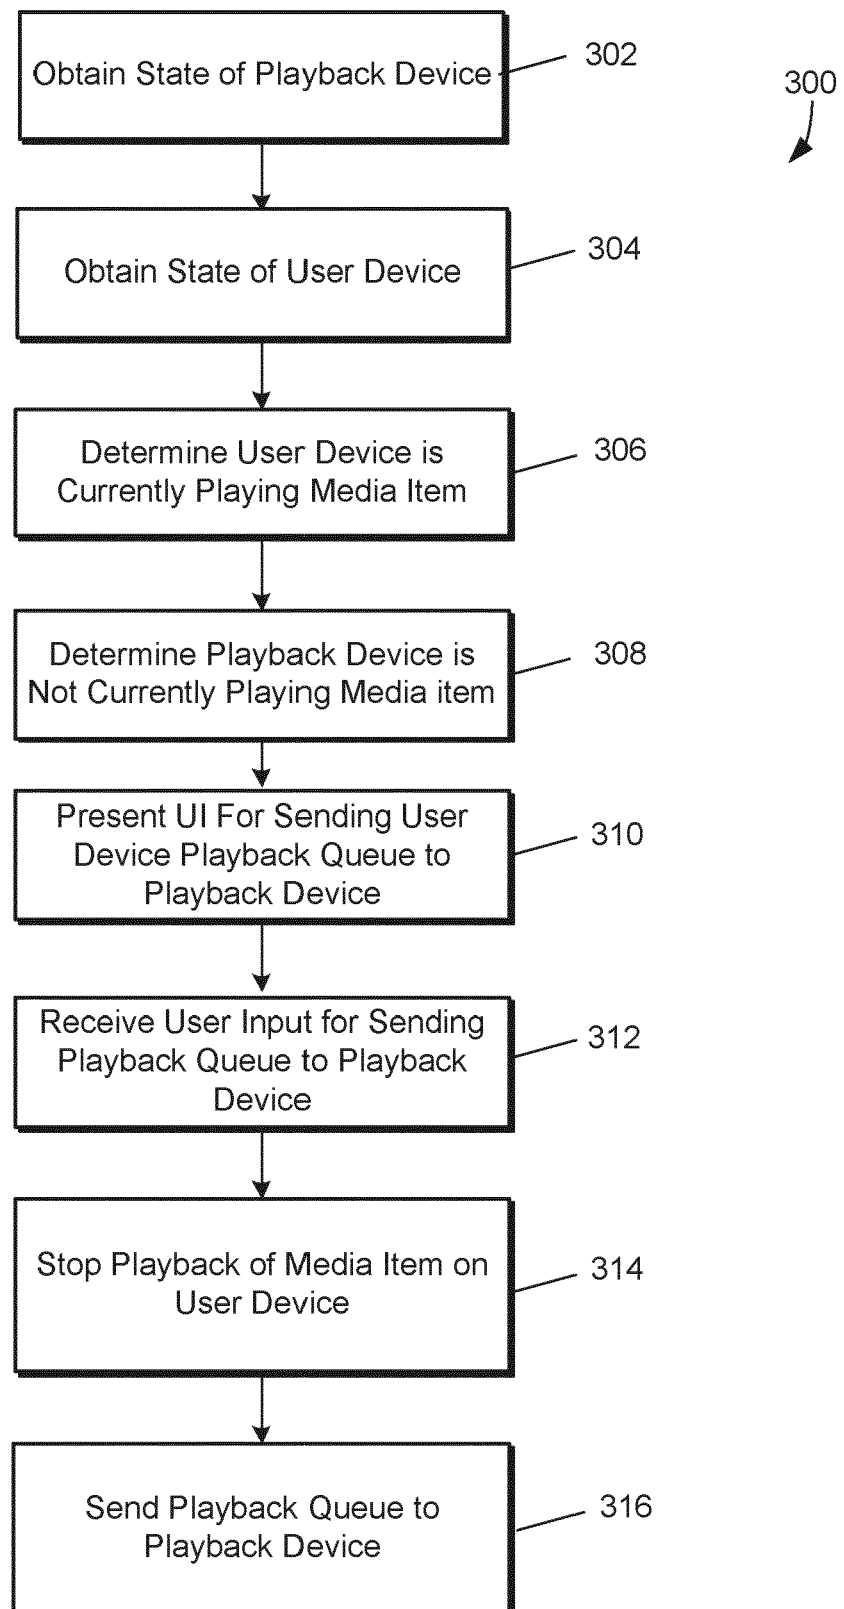 Obtain State of Playback Device
302
300
Obtain State of User Device
304
Determine User Device is
Currently Playing Media Item
306
Determine Playback Device is
Not Currently Playing Media item
308
Present UI For Sending User
Device Playback Queue to
Playback Device
310
Receive User Input for Sending
Playback Queue to Playback
Device
312
Stop Playback of Media Item on
User Device
314
Send Playback Queue to
Playback Device
316